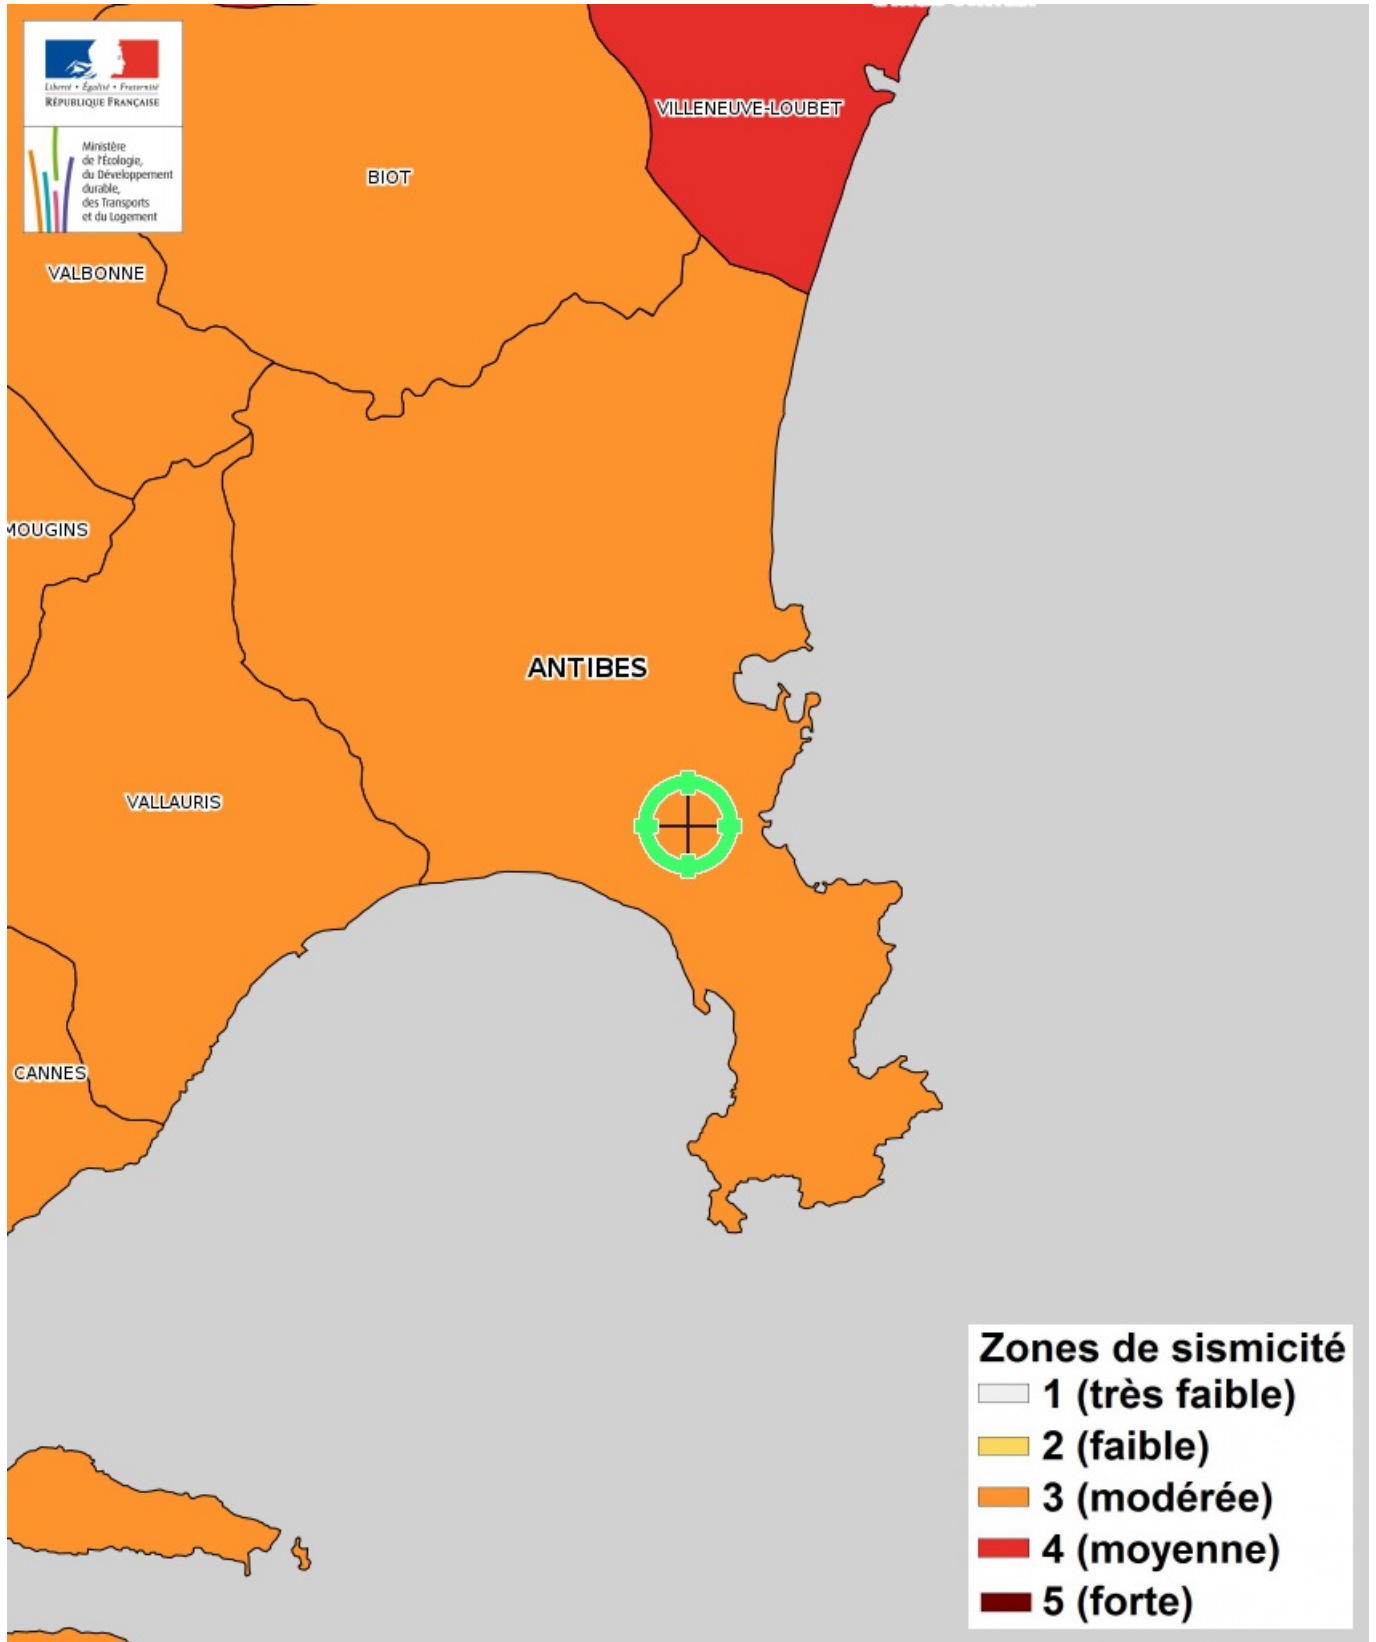 Liberté • Égalité • Fraternité
RÉPUBLIQUE FRANÇAISE
Ministère
de l'Écologie,
du Développement
durable,
des Transports
et du Logement
VILLENEUVE-LOUBET
BIOT
VALBONNE
MOUGINS
ANTIBES
VALLAURIS
CANNES
Zones de sismicité
1 (très faible)
2 (faible)
3 (modérée)
4 (moyenne)
5 (forte)